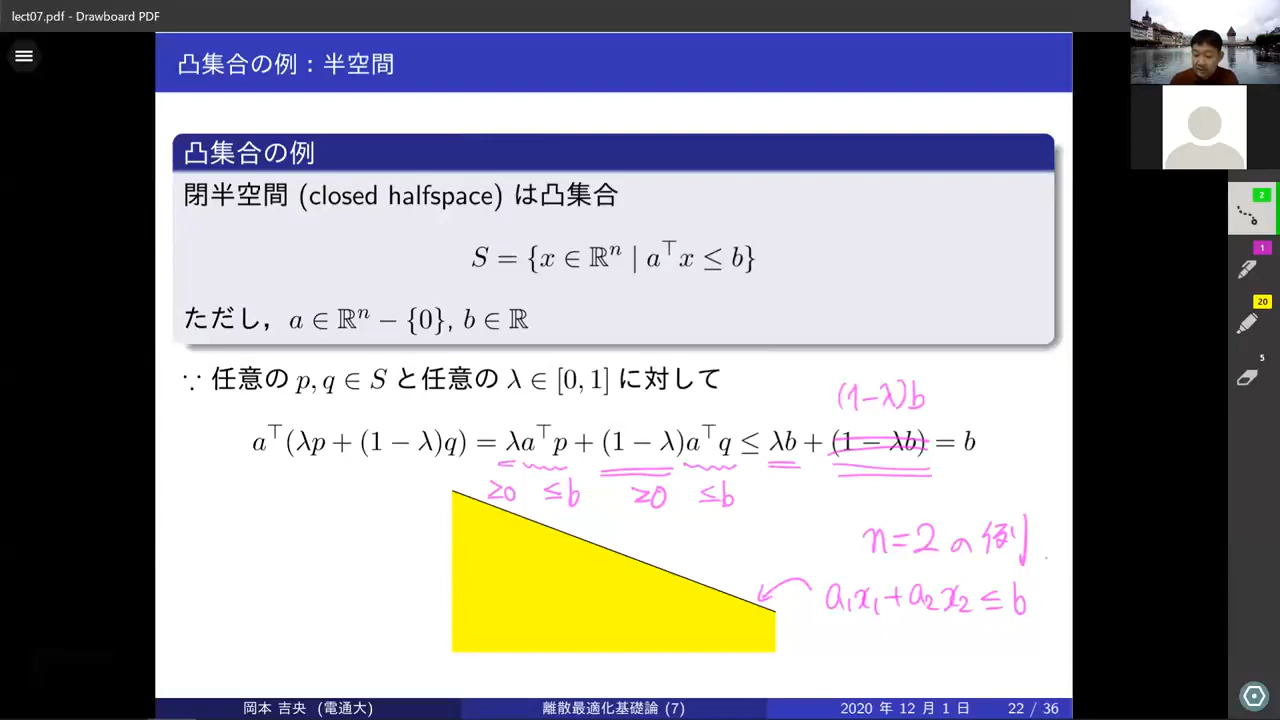 lect07.pdf - Drawboard PDF
凸集合の例：半空間
凸集合の例
閉半空間 (closed halfspace) は凸集合
S = {x ∈ ℝⁿ | a⊤x ≤ b}
ただし，a ∈ ℝⁿ − {0}, b ∈ ℝ
∵ 任意の p, q ∈ S と任意の λ ∈ [0, 1] に対して
(1−λ)b
a⊤(λp + (1 − λ)q) = λa⊤p + (1 − λ)a⊤q ≤ λb + (1 − λb) = b
≥0 ≤b ≥0 ≤b
n=2 の例
a₁x₁+a₂x₂ ≤ b
岡本 吉央 (電通大) 離散最適化基礎論 (7) 2020 年 12 月 1 日 22 / 36
2
1
20
5